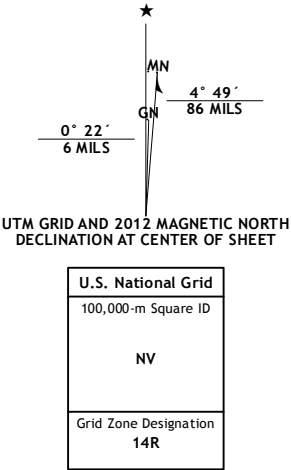 ★
MN
4° 49´
86 MILS
GN
0° 22´
6 MILS
UTM GRID AND 2012 MAGNETIC NORTH
DECLINATION AT CENTER OF SHEET
U.S. National Grid
100,000-m Square ID
NV
Grid Zone Designation
14R